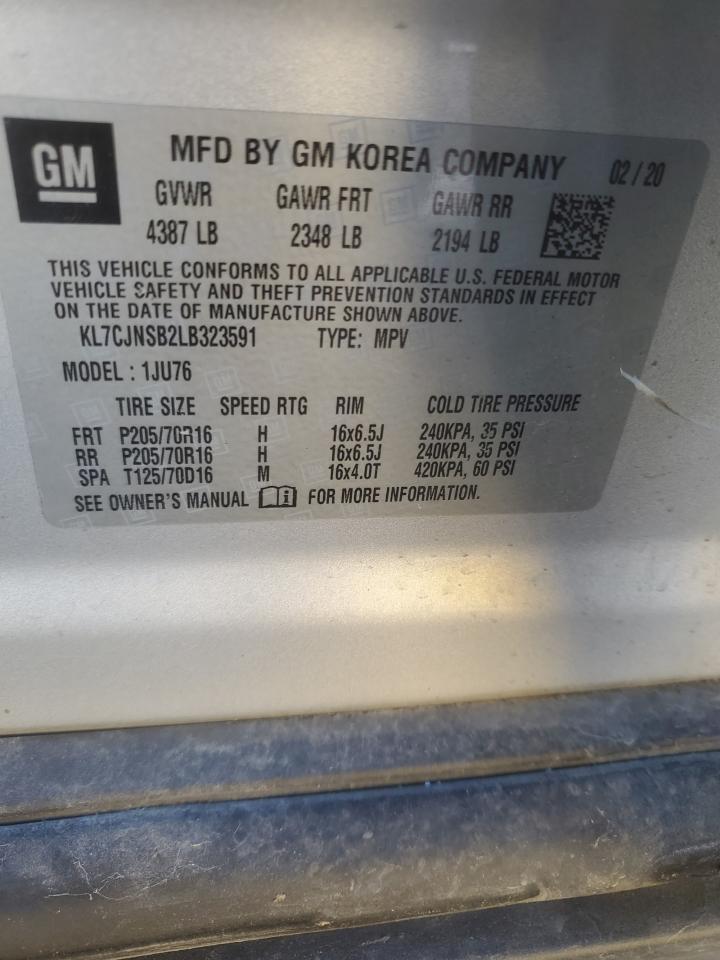 GM MFD BY GM KOREA COMPANY 02 / 20
GVWR GAWR FRT GAWR RR
4387 LB 2348 LB 2194 LB
THIS VEHICLE CONFORMS TO ALL APPLICABLE U.S. FEDERAL MOTOR
VEHICLE SAFETY AND THEFT PREVENTION STANDARDS IN EFFECT
ON THE DATE OF MANUFACTURE SHOWN ABOVE.
KL7CJNSB2LB323591 TYPE: MPV
MODEL : 1JU76
TIRE SIZE SPEED RTG RIM COLD TIRE PRESSURE
FRT P205/70R16 H 16x6.5J 240KPA, 35 PSI
RR P205/70R16 H 16x6.5J 240KPA, 35 PSI
SPA T125/70D16 M 16x4.0T 420KPA, 60 PSI
SEE OWNER'S MANUAL FOR MORE INFORMATION.